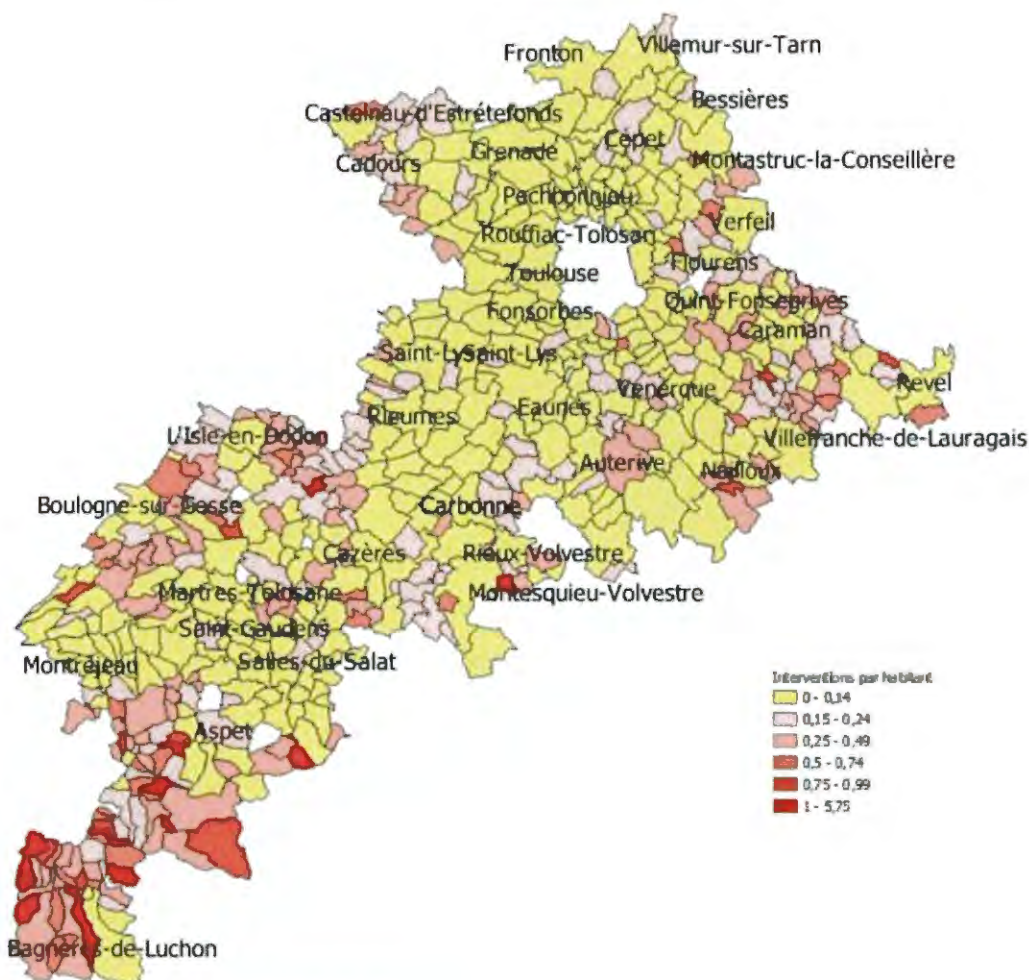 Villemur-sur-Tarn
Fronton
Bessières
Castelnau-d'Estrétefonds
Cépet
Grenade
Cadours
Montastruc-la-Conseillère
Pechbonnieu
Verfeil
Rouffiac-Tolosan
Flourens
Toulouse
Quint-Fonsegrives
Fonsorbes
Caraman
Saint-Lys
Saint-Lys
Venerque
Revel
Rieumes
Eaunes
L'Isle-en-Dodon
Villefranche-de-Lauragais
Auterive
Nailloux
Boulogne-sur-Gesse
Carbonne
Cazères
Rieux-Volvestre
Martres-Tolosane
Montesquieu-Volvestre
Saint-Gaudens
Montréjeau
Salles-du-Salat
Aspet
Bagnères-de-Luchon
Interventions par habitant
0 - 0,14
0,15 - 0,24
0,25 - 0,49
0,5 - 0,74
0,75 - 0,99
1 - 5,75